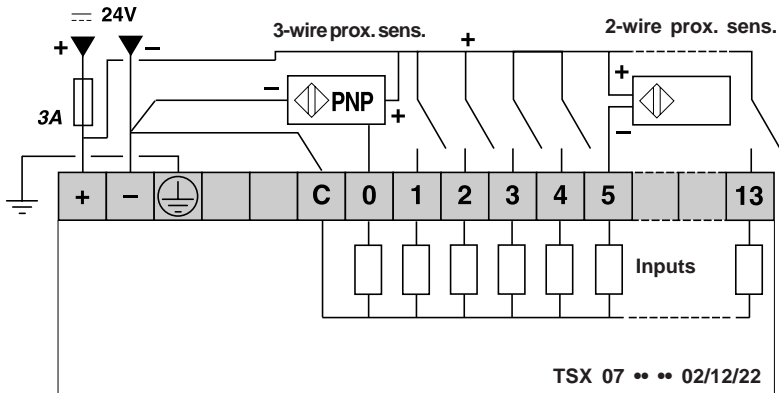 24V
+ −
3-wire prox. sens.
+
2-wire prox. sens.
3A
− PNP +
+
−
+ − C 0 1 2 3 4 5 13
Inputs
TSX 07 •• •• 02/12/22